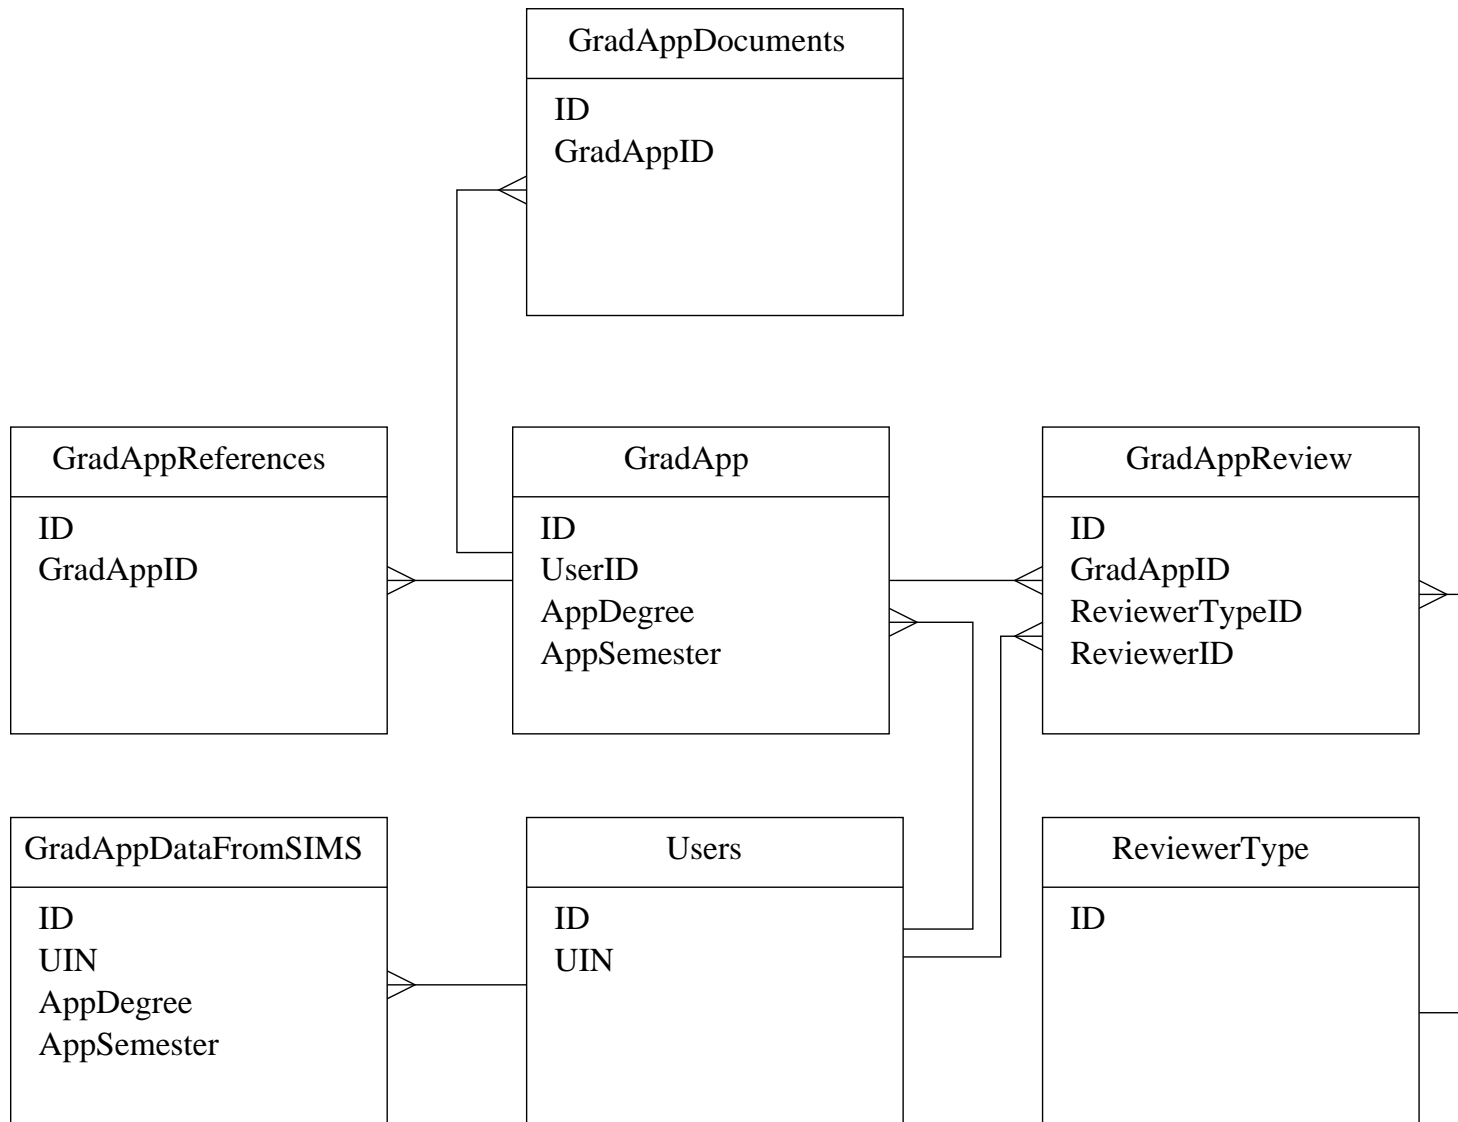 GradAppDocuments
ID
GradAppID
GradAppReferences
ID
GradAppID
GradApp
ID
UserID
AppDegree
AppSemester
GradAppReview
ID
GradAppID
ReviewerTypeID
ReviewerID
GradAppDataFromSIMS
ID
UIN
AppDegree
AppSemester
Users
ID
UIN
ReviewerType
ID